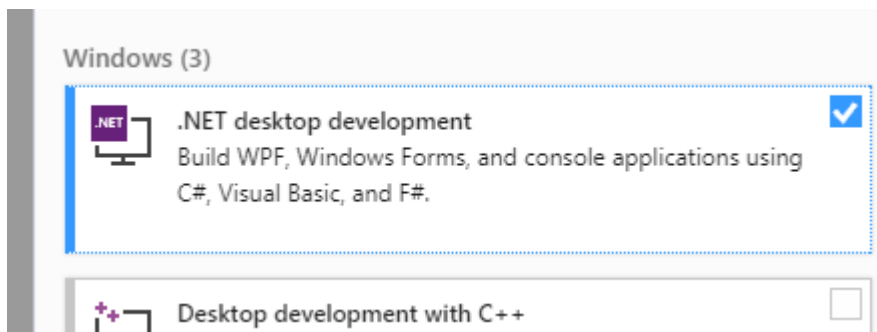 Windows (3)
.NET
.NET desktop development
Build WPF, Windows Forms, and console applications using
C#, Visual Basic, and F#.
Desktop development with C++